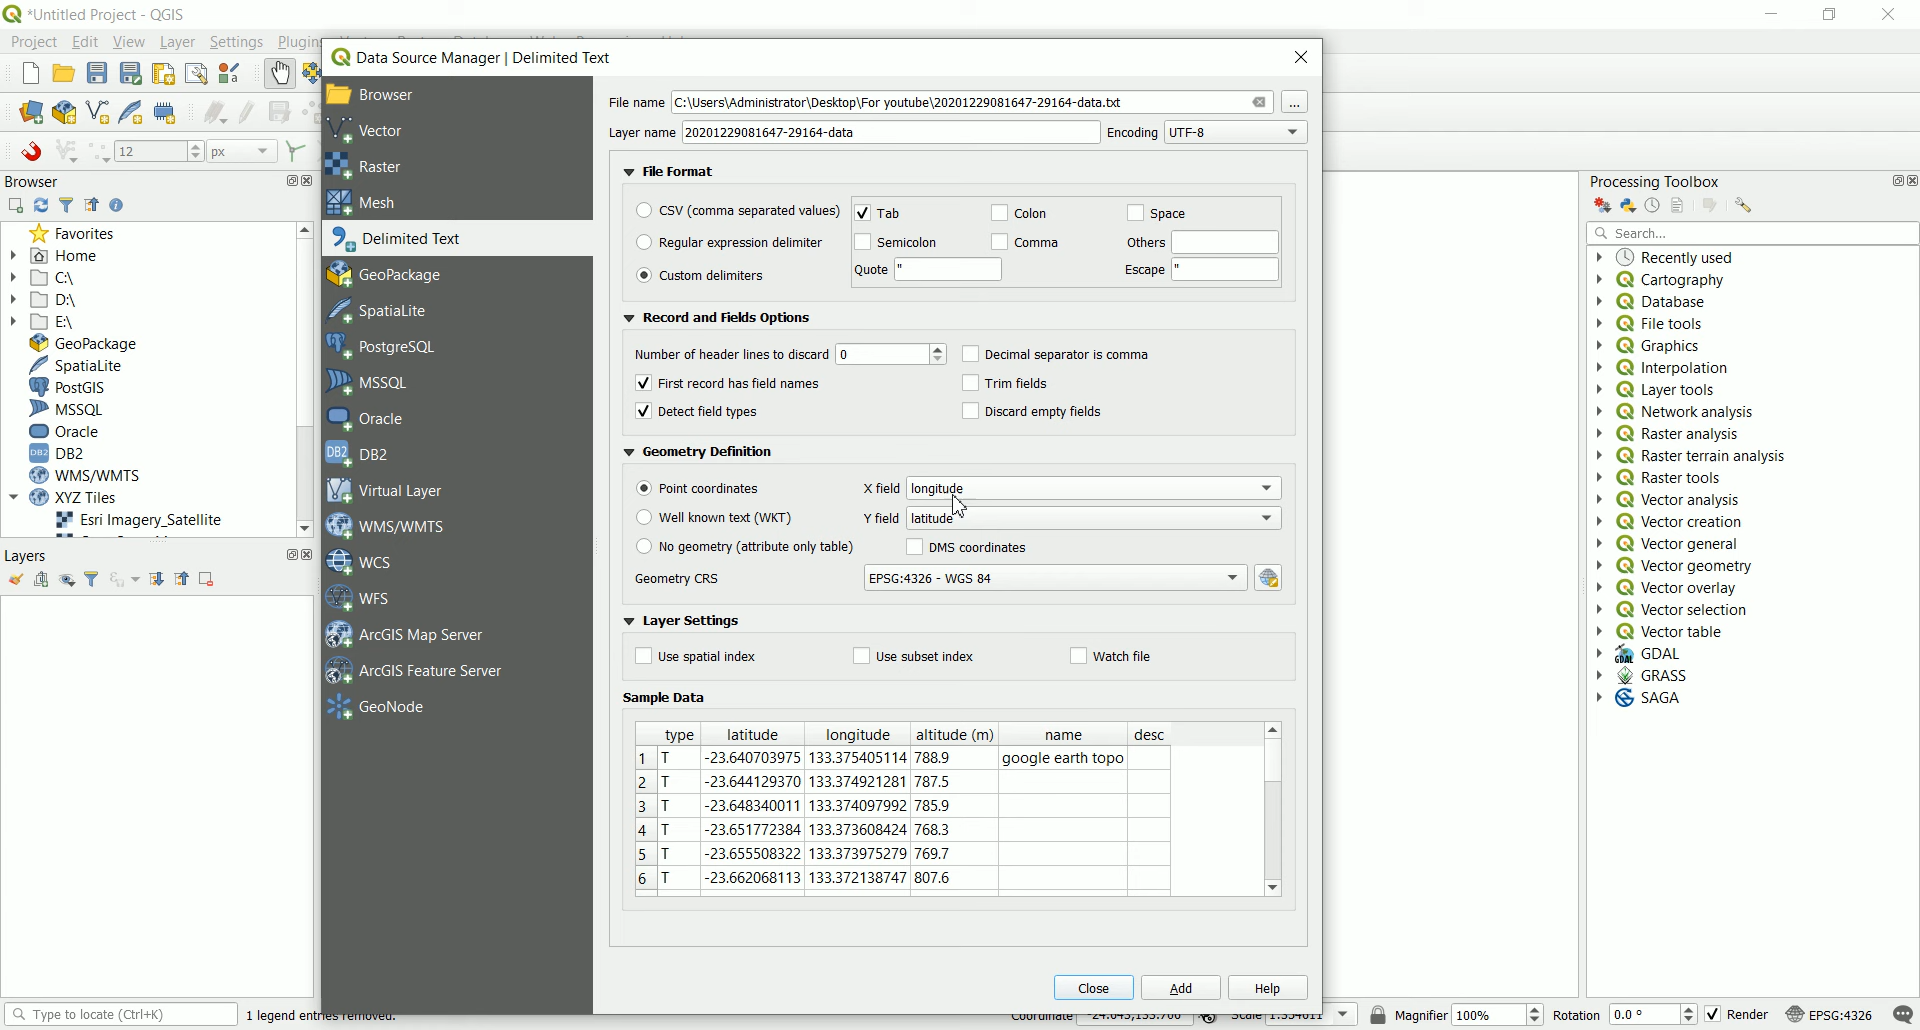 *Untitled Project - QGIS
Project Edit View Layer Settings Plugins
12 px
Browser
Favorites
Home
C:\
D:\
E:\
GeoPackage
SpatiaLite
PostGIS
MSSQL
Oracle
DB2
WMS/WMTS
XYZ Tiles
Esri Imagery_Satellite
Layers
Type to locate (Ctrl+K)
1 legend entries removed.
Data Source Manager | Delimited Text
Browser
Vector
Raster
Mesh
Delimited Text
GeoPackage
SpatiaLite
PostgreSQL
MSSQL
Oracle
DB2
Virtual Layer
WMS/WMTS
WCS
WFS
ArcGIS Map Server
ArcGIS Feature Server
GeoNode
File name C:\Users\Administrator\Desktop\For youtube\20201229081647-29164-data.txt ...
Layer name 20201229081647-29164-data Encoding UTF-8
File Format
CSV (comma separated values) Tab Colon Space
Regular expression delimiter Semicolon Comma Others
Custom delimiters Quote " Escape "
Record and Fields Options
Number of header lines to discard 0 Decimal separator is comma
First record has field names Trim fields
Detect field types Discard empty fields
Geometry Definition
Point coordinates X field longitude
Well known text (WKT) Y field latitude
No geometry (attribute only table) DMS coordinates
Geometry CRS EPSG:4326 - WGS 84
Layer Settings
Use spatial index Use subset index Watch file
Sample Data
type latitude longitude altitude (m) name desc
1 T -23.640703975 133.375405114 788.9 google earth topo
2 T -23.644129370 133.374921281 787.5
3 T -23.648340011 133.374097992 785.9
4 T -23.651772384 133.373608424 768.3
5 T -23.655508322 133.373975279 769.7
6 T -23.662068113 133.372138747 807.6
Close Add Help
Processing Toolbox
Search...
Recently used
Cartography
Database
File tools
Graphics
Interpolation
Layer tools
Network analysis
Raster analysis
Raster terrain analysis
Raster tools
Vector analysis
Vector creation
Vector general
Vector geometry
Vector overlay
Vector selection
Vector table
GDAL
GRASS
SAGA
Coordinate Scale Magnifier 100% Rotation 0.0 ° Render EPSG:4326